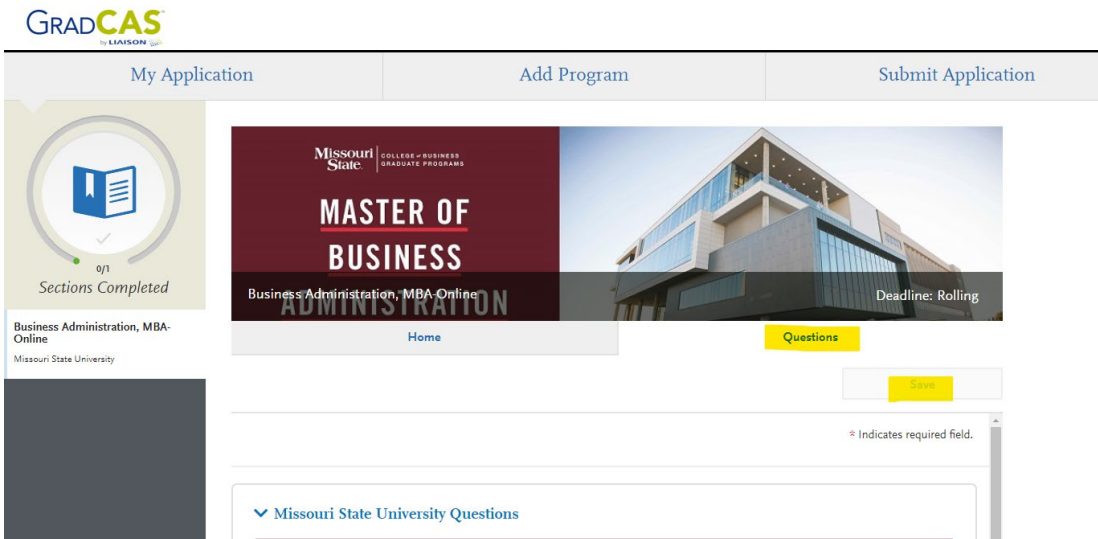 GRADCAS
by LIAISON
My Application
Add Program
Submit Application
0/1
Sections Completed
Business Administration, MBA-
Online
Missouri State University
Missouri
State
COLLEGE of BUSINESS
GRADUATE PROGRAMS
MASTER OF
BUSINESS
ADMINISTRATION
Business Administration, MBA-Online
Deadline: Rolling
Home
Questions
Save
* Indicates required field.
Missouri State University Questions